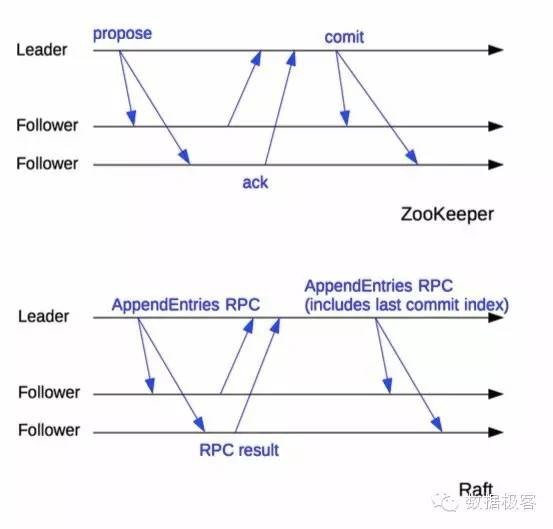 propose
comit
Leader
Follower
Follower
ack
ZooKeeper
AppendEntries RPC
(includes last commit index)
AppendEntries RPC
Leader
Follower
Follower
RPC result
Raft
数据极客